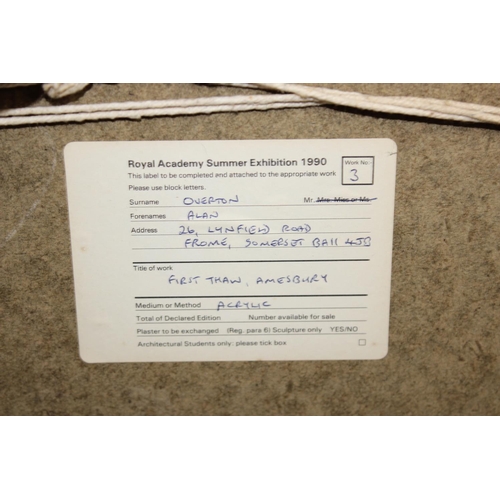 Royal Academy Summer Exhibition 1990
Work No
3
This label to be completed and attached to the appropriate work
Please use block letters.
Surname OVERTON Mr. Mrs. Miss or Ms.
Forenames ALAN
Address 26, LYNFIELD ROAD
FROME, SOMERSET BA11 4JB
Title of work
FIRST THAW, AMESBURY
Medium or Method ACRYLIC
Total of Declared Edition Number available for sale
Plaster to be exchanged (Reg. para 6) Sculpture only YES/NO
Architectural Students only: please tick box